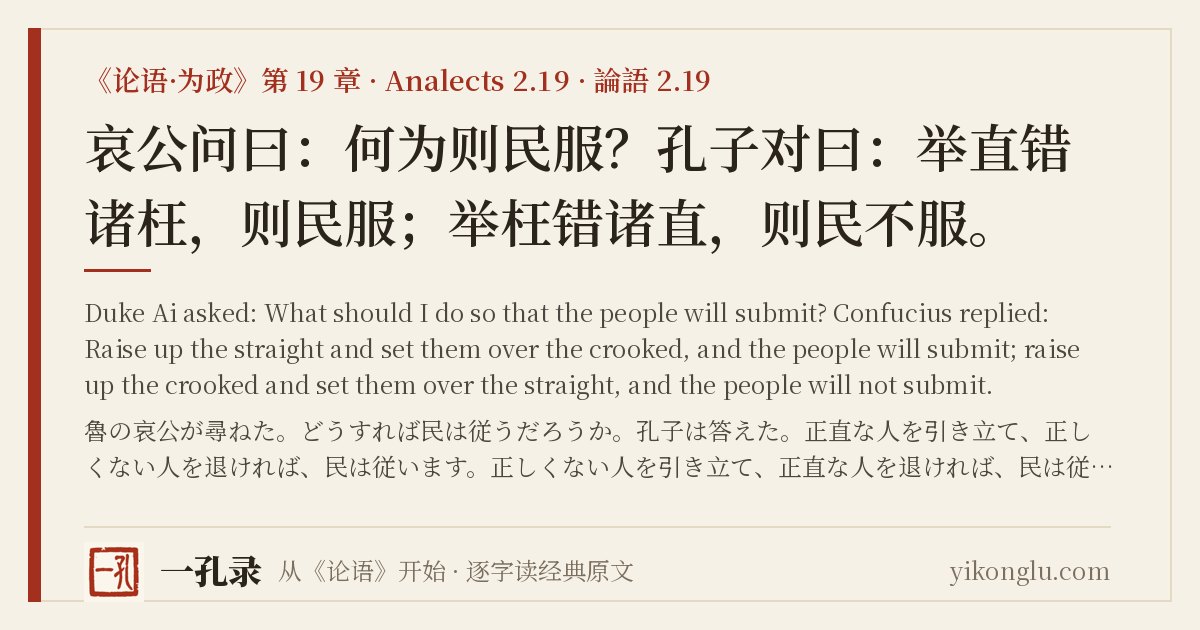 《论语·为政》第 19 章 · Analects 2.19 · 論語 2.19
哀公问曰：何为则民服？孔子对曰：举直错
诸枉，则民服；举枉错诸直，则民不服。
Duke Ai asked: What should I do so that the people will submit? Confucius replied:
Raise up the straight and set them over the crooked, and the people will submit; raise
up the crooked and set them over the straight, and the people will not submit.
魯の哀公が尋ねた。どうすれば民は従うだろうか。孔子は答えた。正直な人を引き立て、正し
くない人を退ければ、民は従います。正しくない人を引き立て、正直な人を退ければ、民は従…
一孔
一孔录 从《论语》开始 · 逐字读经典原文 yikonglu.com